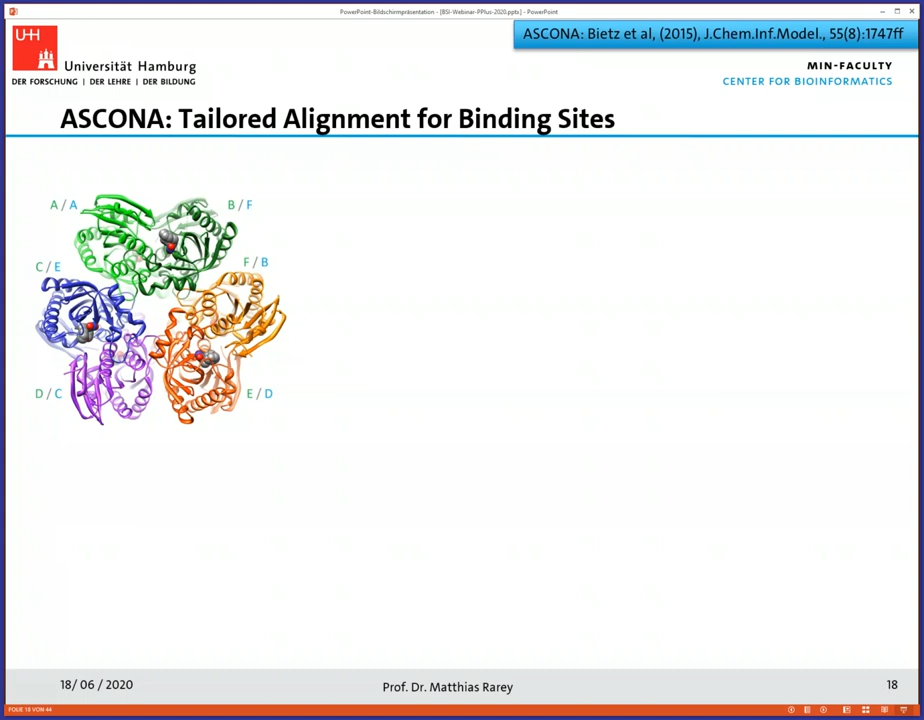 PowerPoint-Bildschirmpräsentation - [BSI-Webinar-PPlus-2020.pptx] - PowerPoint
UHH
ASCONA: Bietz et al, (2015), J.Chem.Inf.Model., 55(8):1747ff
Universität Hamburg
DER FORSCHUNG | DER LEHRE | DER BILDUNG
MIN-FACULTY
CENTER FOR BIOINFORMATICS
ASCONA: Tailored Alignment for Binding Sites
A / A
B / F
C / E
F / B
D / C
E / D
18/ 06 / 2020
Prof. Dr. Matthias Rarey
18
FOLIE 18 VON 44